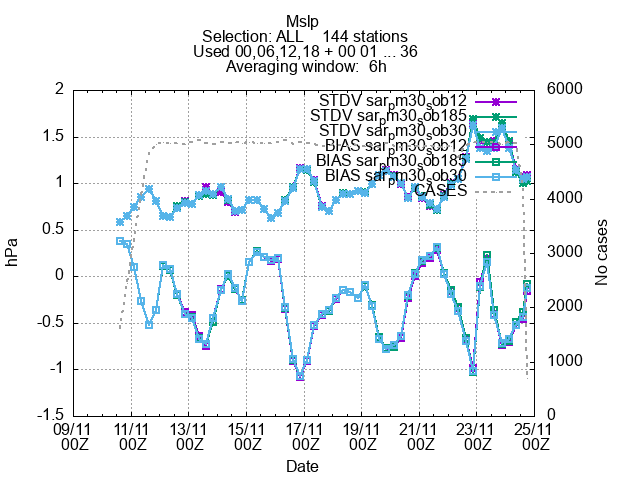 Mslp
Selection: ALL 144 stations
Used 00,06,12,18 + 00 01 ... 36
Averaging window: 6h
STDV sar_pm30_sob12
STDV sar_pm30_sob185
STDV sar_pm30_sob30
BIAS sar_pm30_sob12
BIAS sar_pm30_sob185
BIAS sar_pm30_sob30
CASES
hPa
2
1.5
1
0.5
0
-0.5
-1
-1.5
6000
5000
4000
3000
2000
1000
0
No cases
09/11 11/11 13/11 15/11 17/11 19/11 21/11 23/11 25/11
00Z 00Z 00Z 00Z 00Z 00Z 00Z 00Z 00Z
Date